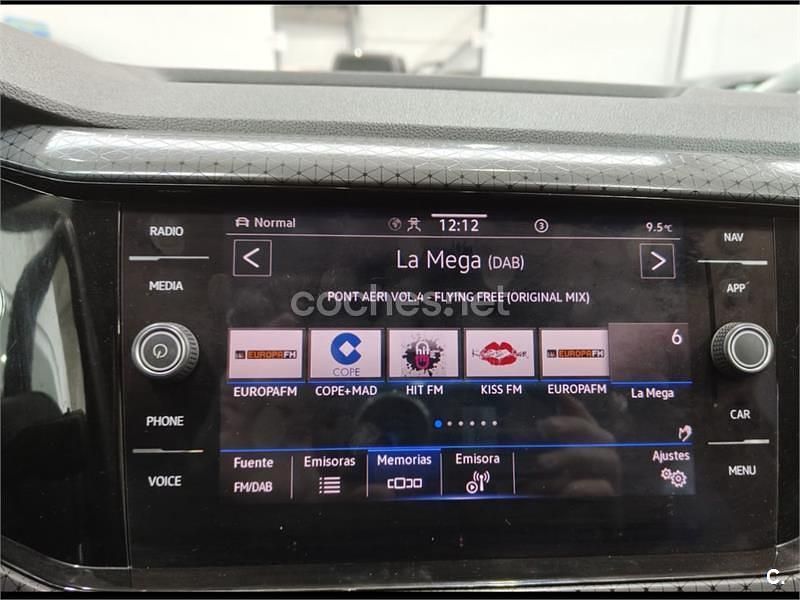 RADIO
MEDIA
PHONE
VOICE
Normal
12:12
3
9.5°C
La Mega (DAB)
PONT AERI VOL.4 - FLYING FREE (ORIGINAL MIX)
coches.net
EUROPAFM
COPE
hit
EUROPAFM
6
EUROPAFM
COPE+MAD
HIT FM
KISS FM
EUROPAFM
La Mega
Fuente
FM/DAB
Emisoras
Memorias
Emisora
Ajustes
NAV
APP
CAR
MENU
C.